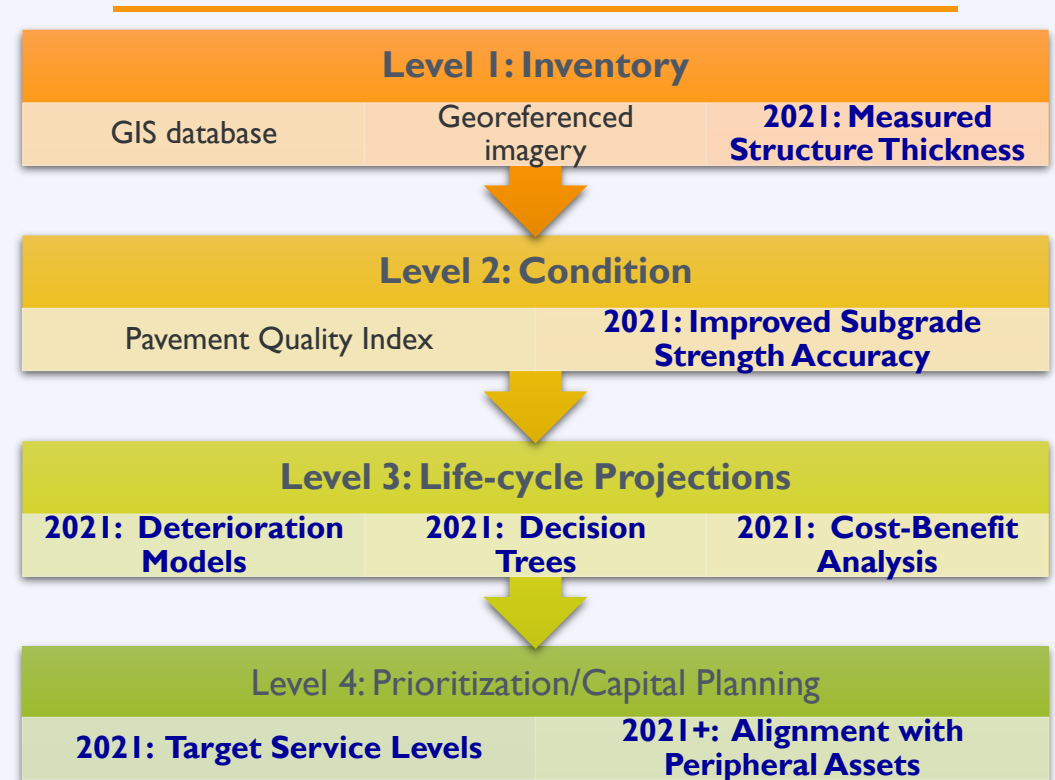 Level 1: Inventory
GIS database
Georeferenced
imagery
2021: Measured
Structure Thickness
Level 2: Condition
Pavement Quality Index
2021: Improved Subgrade
Strength Accuracy
Level 3: Life-cycle Projections
2021: Deterioration
Models
2021: Decision
Trees
2021: Cost-Benefit
Analysis
Level 4: Prioritization/Capital Planning
2021: Target Service Levels
2021+: Alignment with
Peripheral Assets